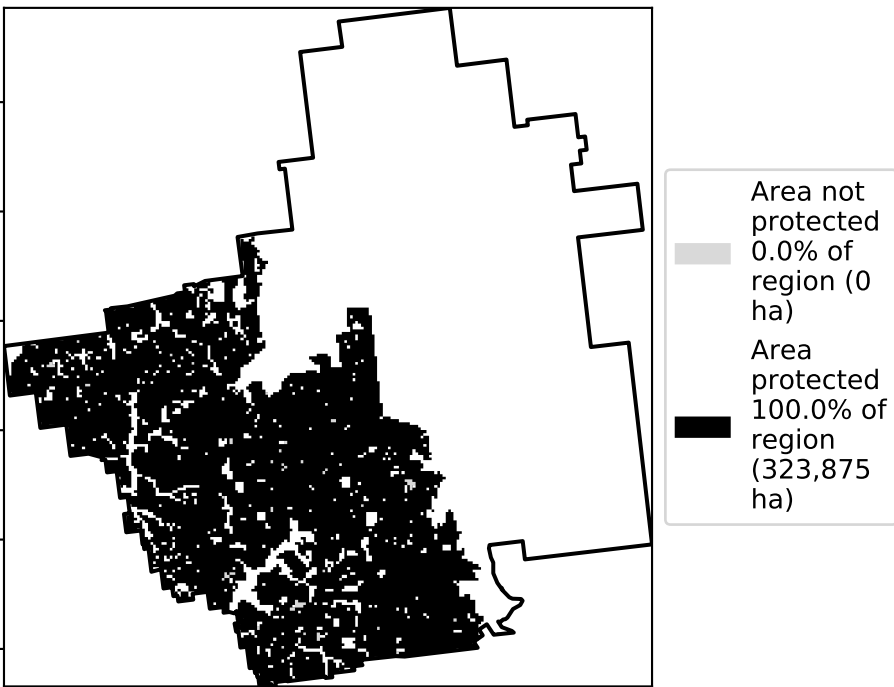 Area not
protected
0.0% of
region (0
ha)
Area
protected
100.0% of
region
(323,875
ha)